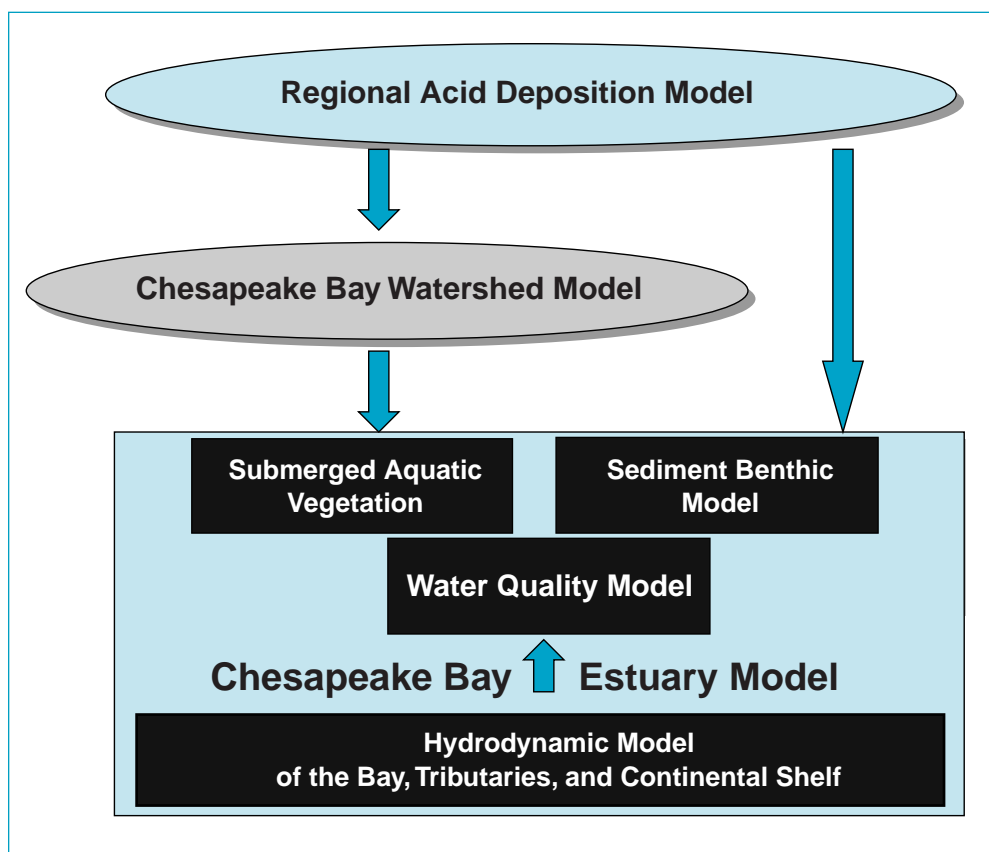 Regional Acid Deposition Model
Chesapeake Bay Watershed Model
Submerged Aquatic
Vegetation
Sediment Benthic
Model
Water Quality Model
Chesapeake Bay Estuary Model
Hydrodynamic Model
of the Bay, Tributaries, and Continental Shelf